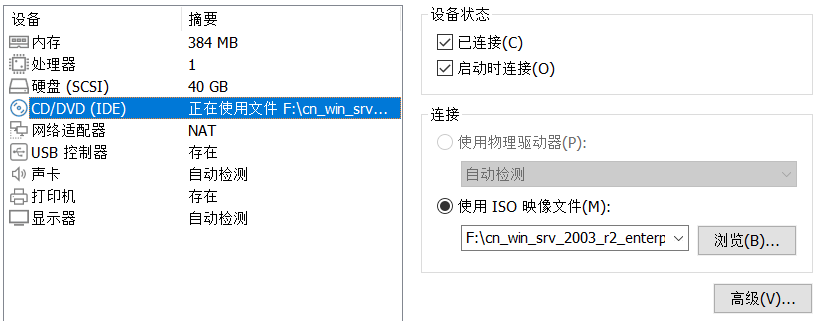 设备 摘要
内存 384 MB
处理器 1
硬盘 (SCSI) 40 GB
CD/DVD (IDE) 正在使用文件 F:\cn_win_srv...
网络适配器 NAT
USB 控制器 存在
声卡 自动检测
打印机 存在
显示器 自动检测
设备状态
已连接(C)
启动时连接(O)
连接
使用物理驱动器(P):
自动检测
使用 ISO 映像文件(M):
F:\cn_win_srv_2003_r2_enterp 浏览(B)...
高级(V)...